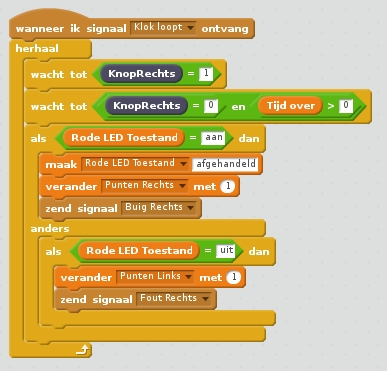 wanneer ik signaal Klok loopt ontvang
herhaal
wacht tot KnopRechts = 1
wacht tot KnopRechts = 0 en Tijd over > 0
als Rode LED Toestand = aan dan
maak Rode LED Toestand afgehandeld
verander Punten Rechts met 1
zend signaal Buig Rechts
anders
als Rode LED Toestand = uit dan
verander Punten Links met 1
zend signaal Fout Rechts